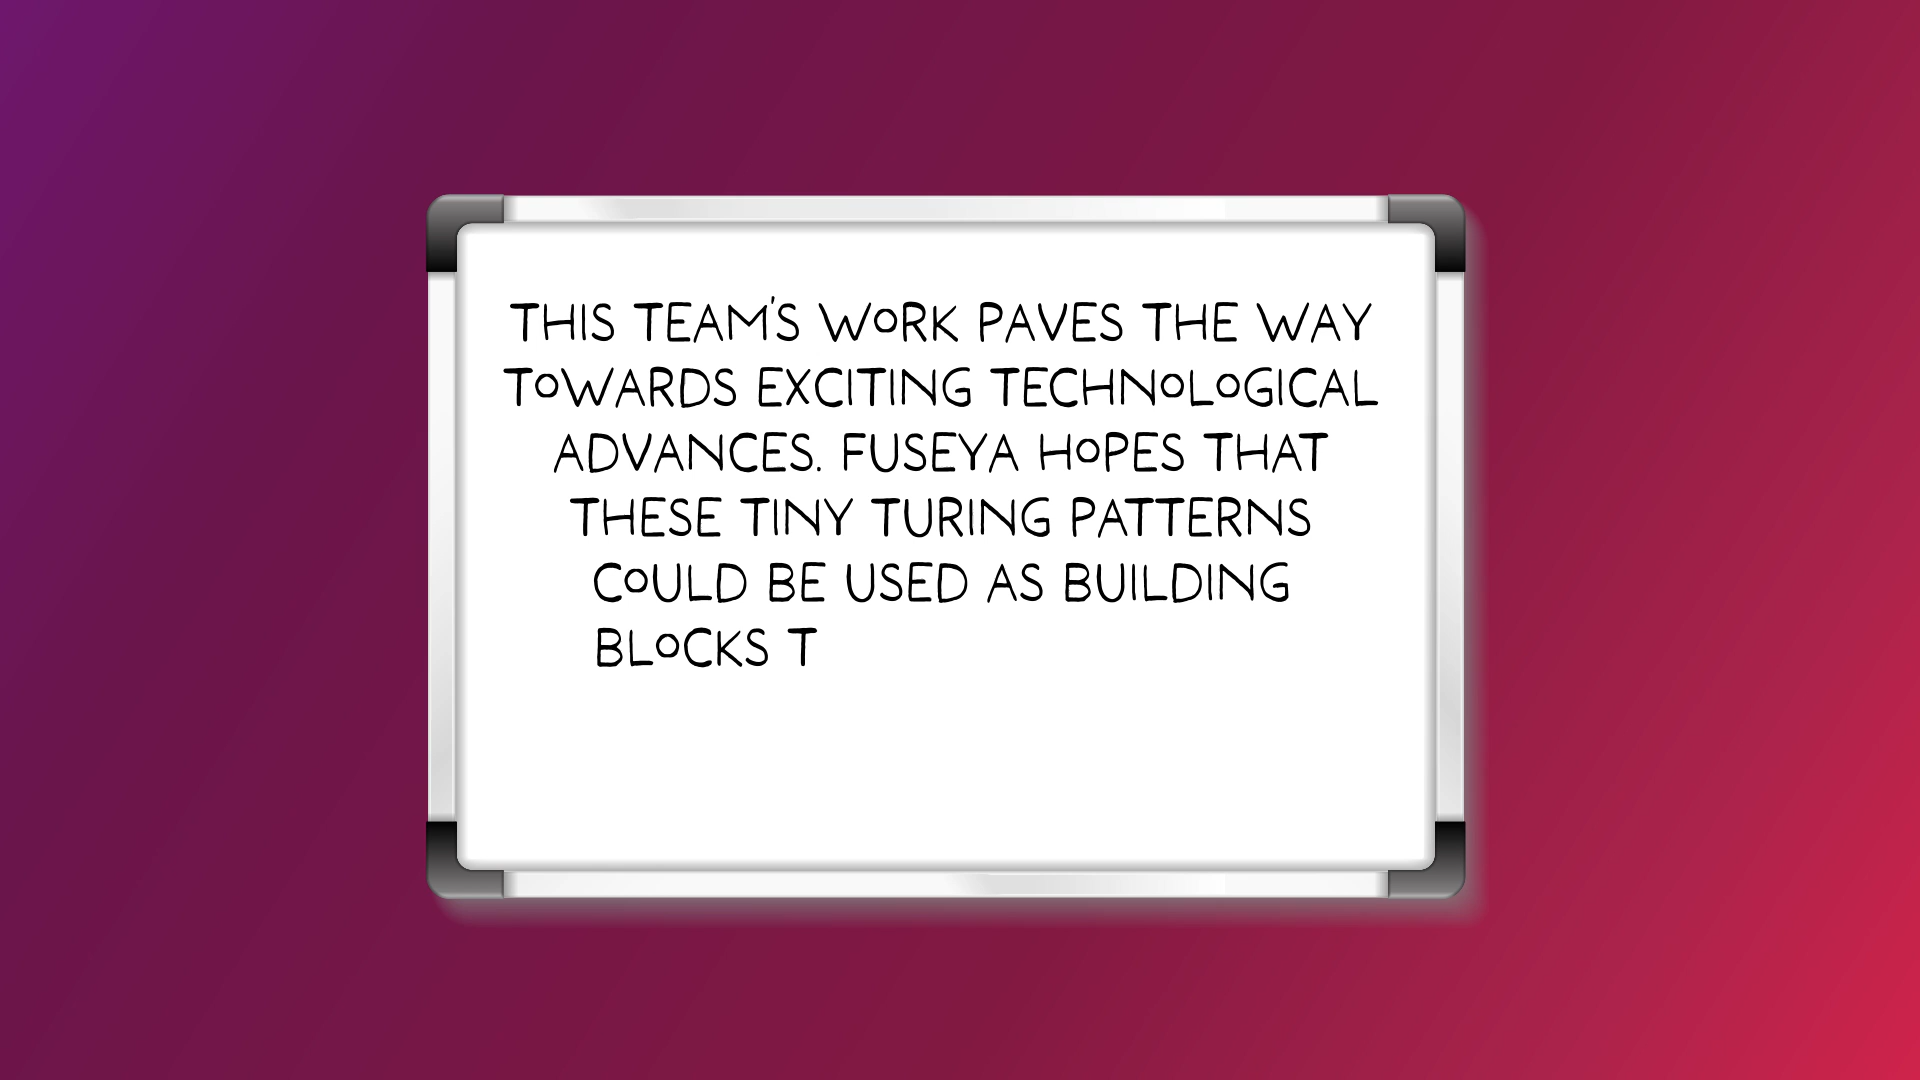 THIS TEAM'S WORK PAVES THE WAY
TOWARDS EXCITING TECHNOLOGICAL
ADVANCES. FUSEYA HOPES THAT
THESE TINY TURING PATTERNS
COULD BE USED AS BUILDING
BLOCKS T